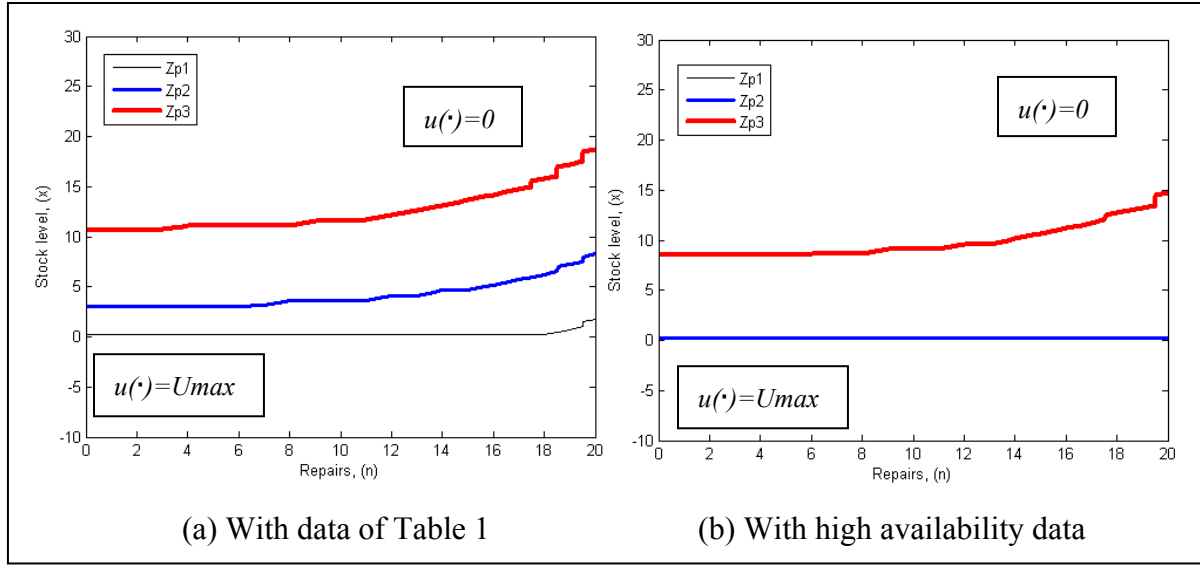 30
25
20
15
10
5
0
-5
-10
Stock level, (x)
Zp1
Zp2
Zp3
u(·)=0
u(·)=Umax
0 2 4 6 8 10 12 14 16 18 20
Repairs, (n)
(a) With data of Table 1
30
25
20
15
10
5
0
-5
-10
Stock level, (x)
Zp1
Zp2
Zp3
u(·)=0
u(·)=Umax
0 2 4 6 8 10 12 14 16 18 20
Repairs, (n)
(b) With high availability data